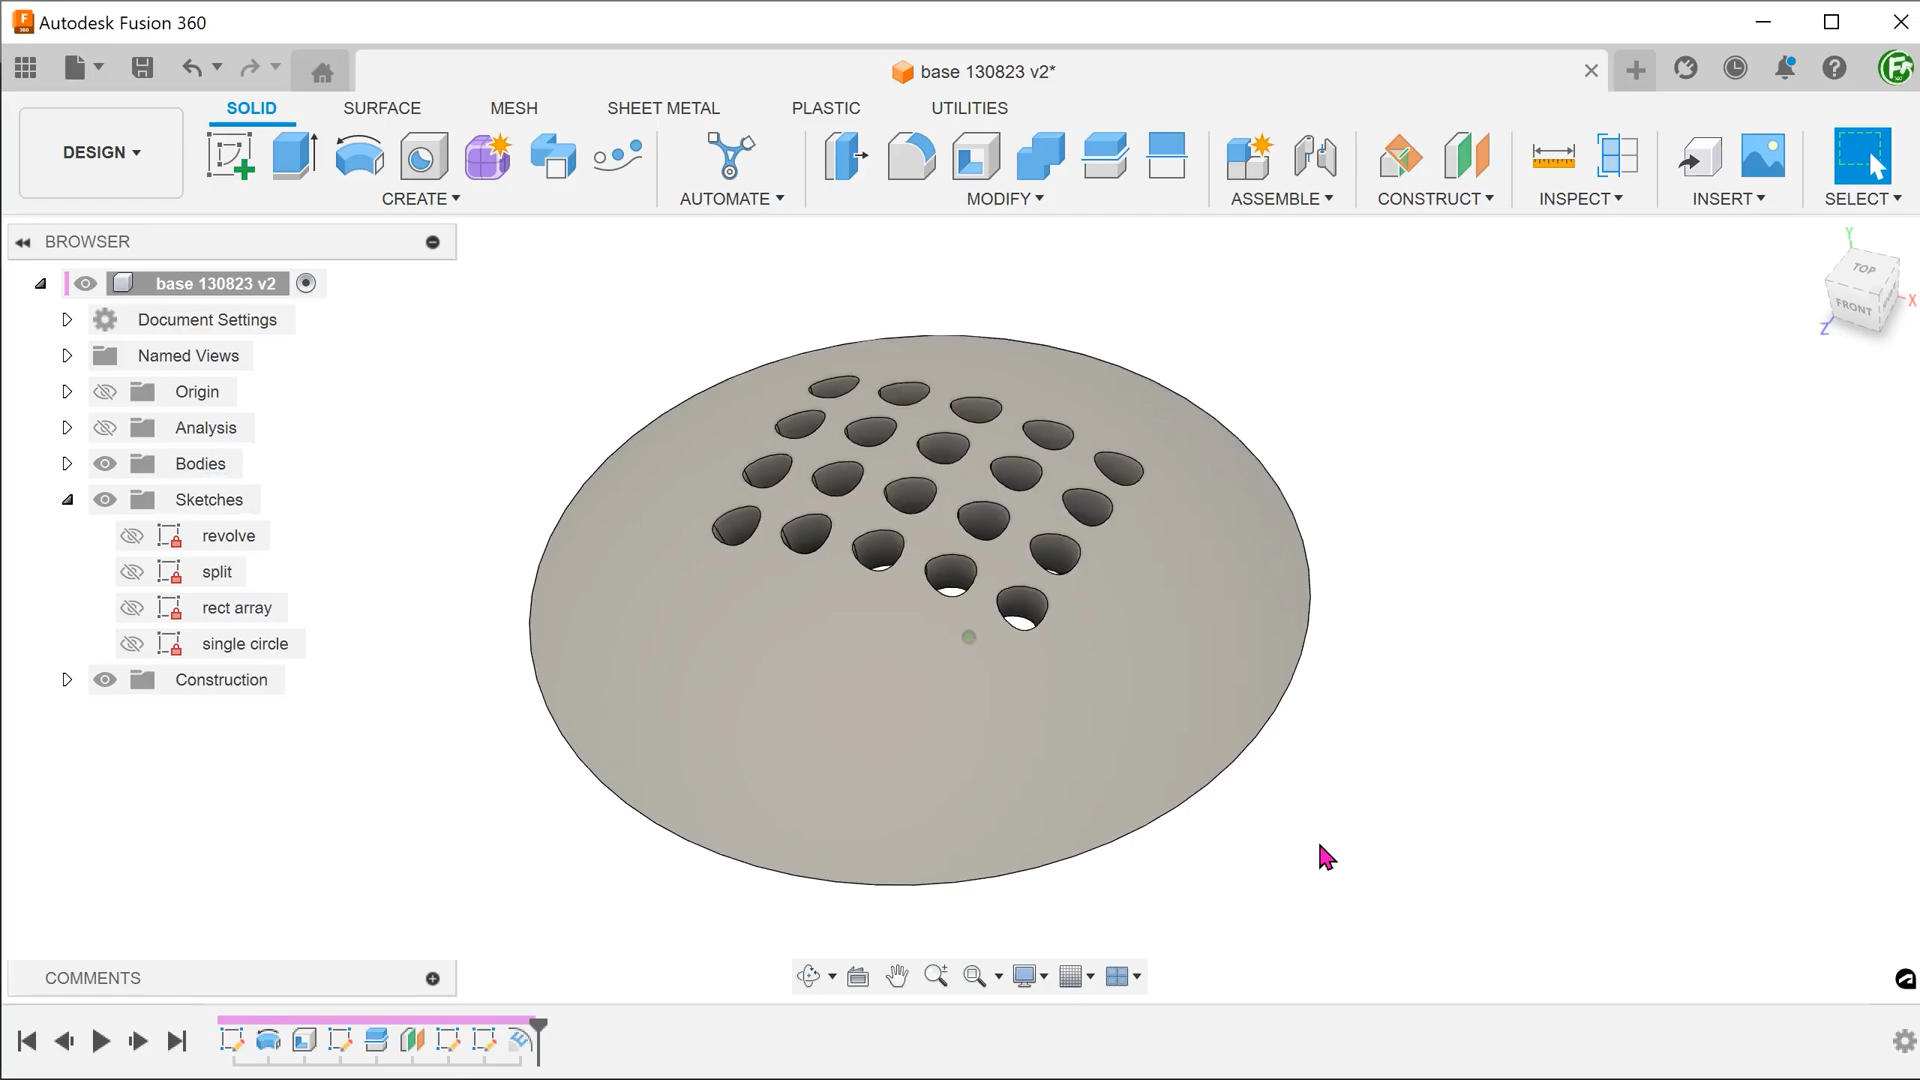 Autodesk Fusion 360
base 130823 v2*
SOLID SURFACE MESH SHEET METAL PLASTIC UTILITIES
DESIGN
CREATE AUTOMATE MODIFY ASSEMBLE CONSTRUCT INSPECT INSERT SELECT
BROWSER
base 130823 v2
Document Settings
Named Views
Origin
Analysis
Bodies
Sketches
revolve
split
rect array
single circle
Construction
Y
TOP
FRONT
X
Z
COMMENTS